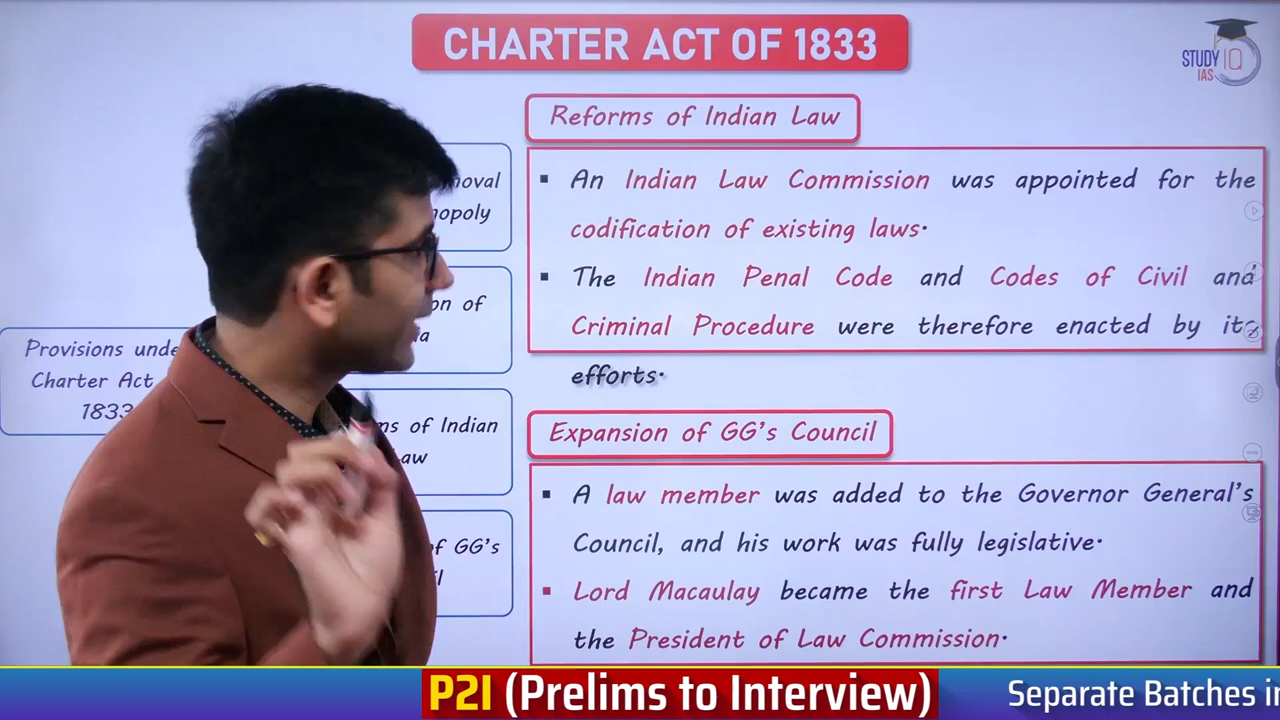 CHARTER ACT OF 1833
STUDY IQ
IAS
Reforms of Indian Law
▪ An Indian Law Commission was appointed for the
codification of existing laws.
▪ The Indian Penal Code and Codes of Civil and
Criminal Procedure were therefore enacted by its
efforts.
Expansion of GG's Council
▪ A law member was added to the Governor General's
Council, and his work was fully legislative.
▪ Lord Macaulay became the first Law Member and
the President of Law Commission.
Provisions unde
Charter Act
1833
moval
nopoly
on of
ms of Indian
Law
of GG's
P2I (Prelims to Interview)
Separate Batches in